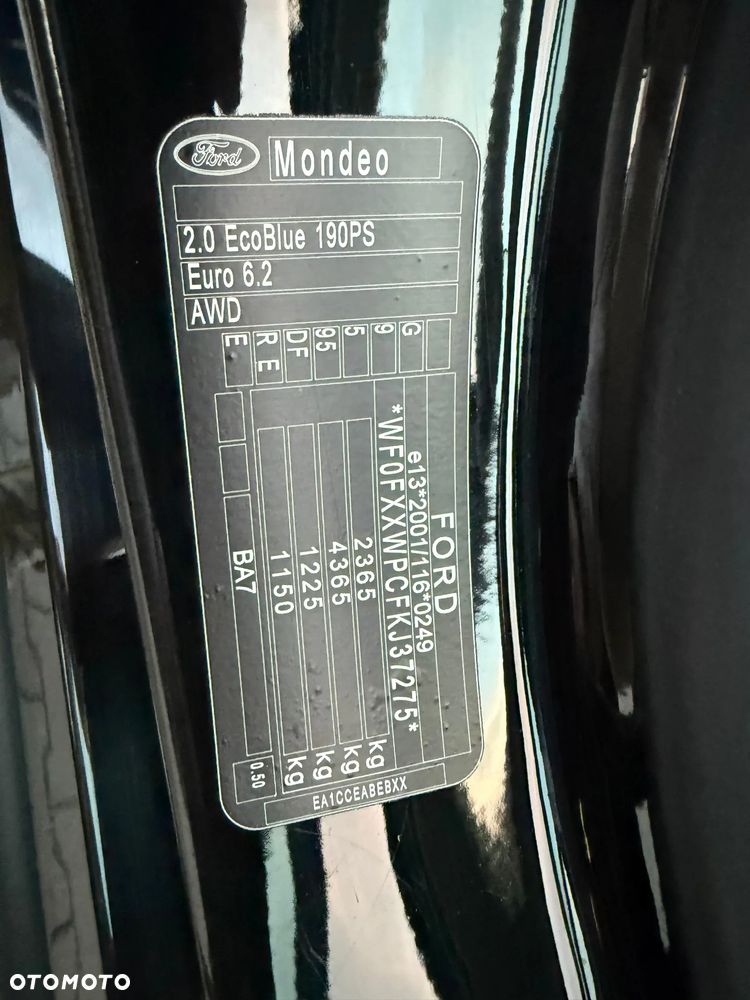 Ford
Mondeo
2.0 EcoBlue 190PS
Euro 6.2
AWD
G
9
5
95
DF
R E
E
FORD
e13*2001/116*0249
*WF0FXXWPCFKJ37275*
2365 kg
4365 kg
1225 kg
1150 kg
BA7
0.50
EA1CCEABEBXX
OTOMOTO